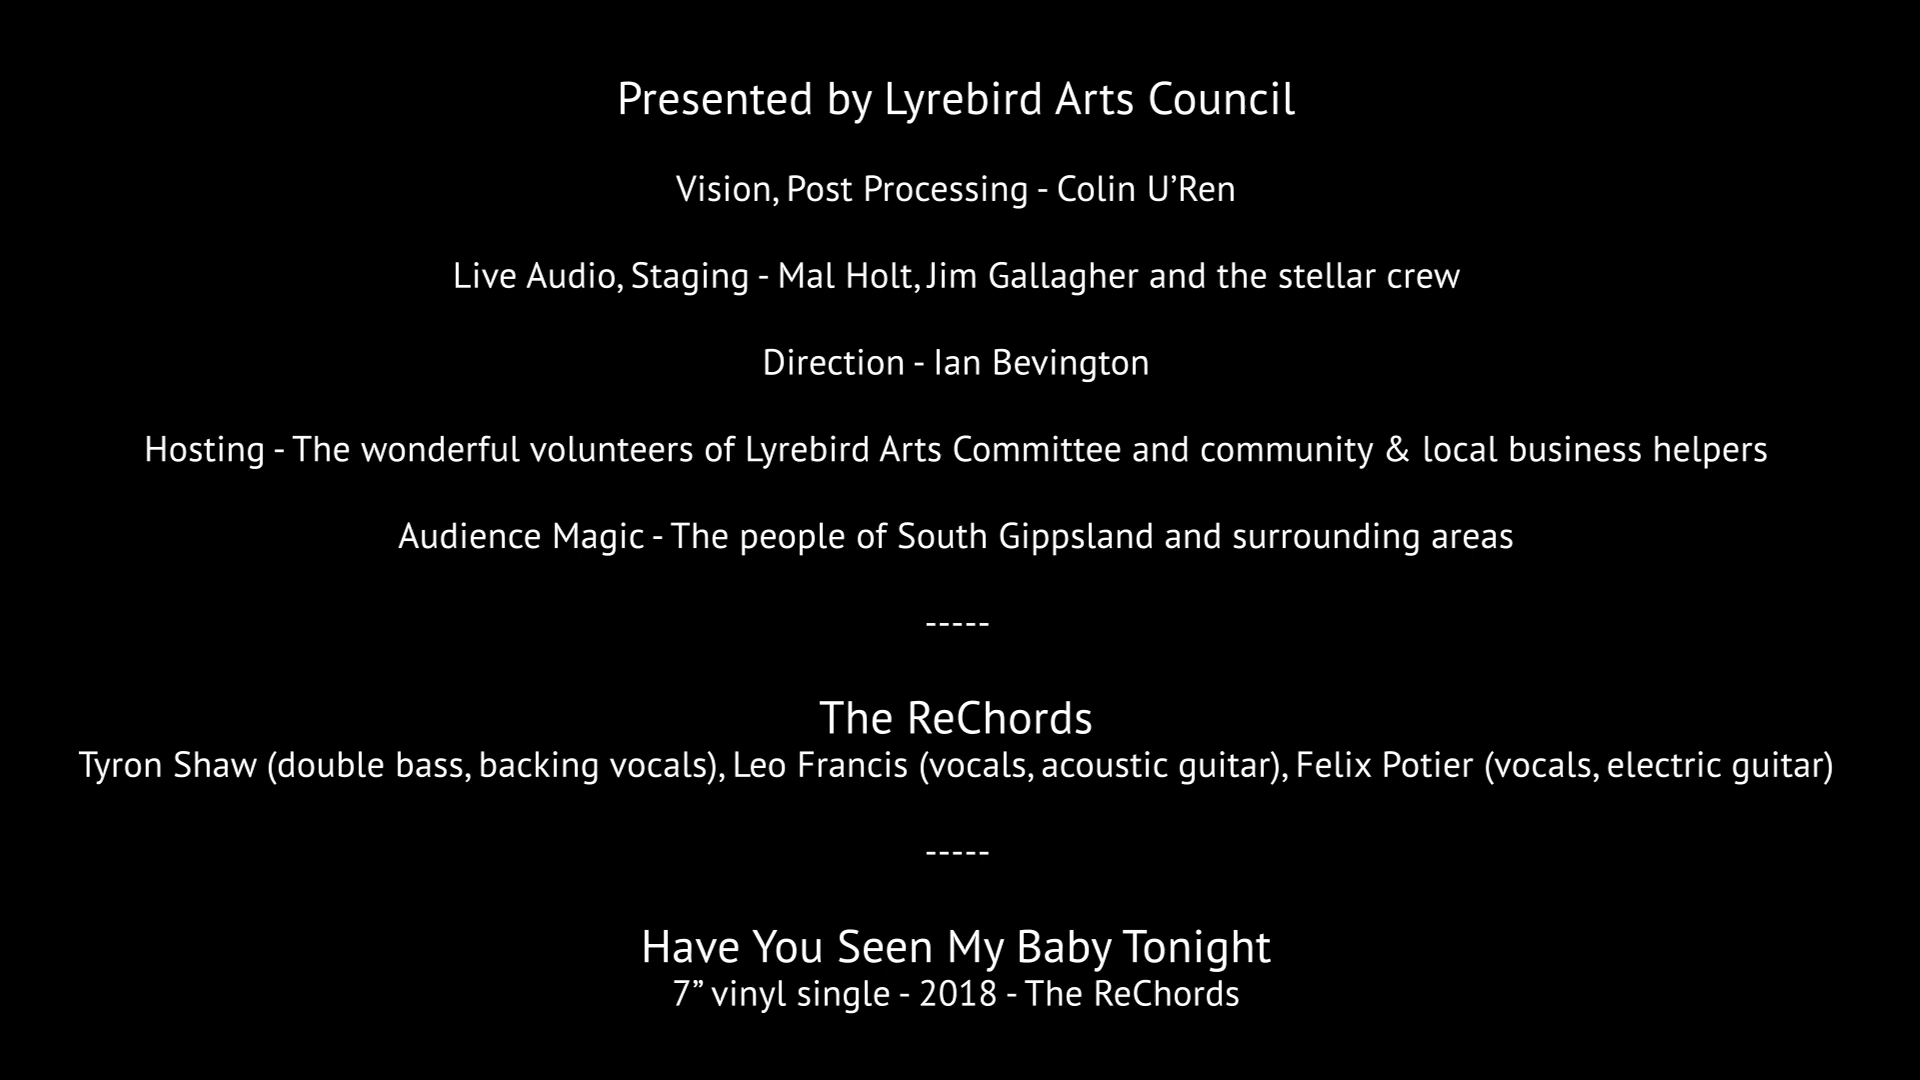 Presented by Lyrebird Arts Council
Vision, Post Processing - Colin U’Ren
Live Audio, Staging - Mal Holt, Jim Gallagher and the stellar crew
Direction - Ian Bevington
Hosting - The wonderful volunteers of Lyrebird Arts Committee and community & local business helpers
Audience Magic - The people of South Gippsland and surrounding areas
-----
The ReChords
Tyron Shaw (double bass, backing vocals), Leo Francis (vocals, acoustic guitar), Felix Potier (vocals, electric guitar)
-----
Have You Seen My Baby Tonight
7” vinyl single - 2018 - The ReChords